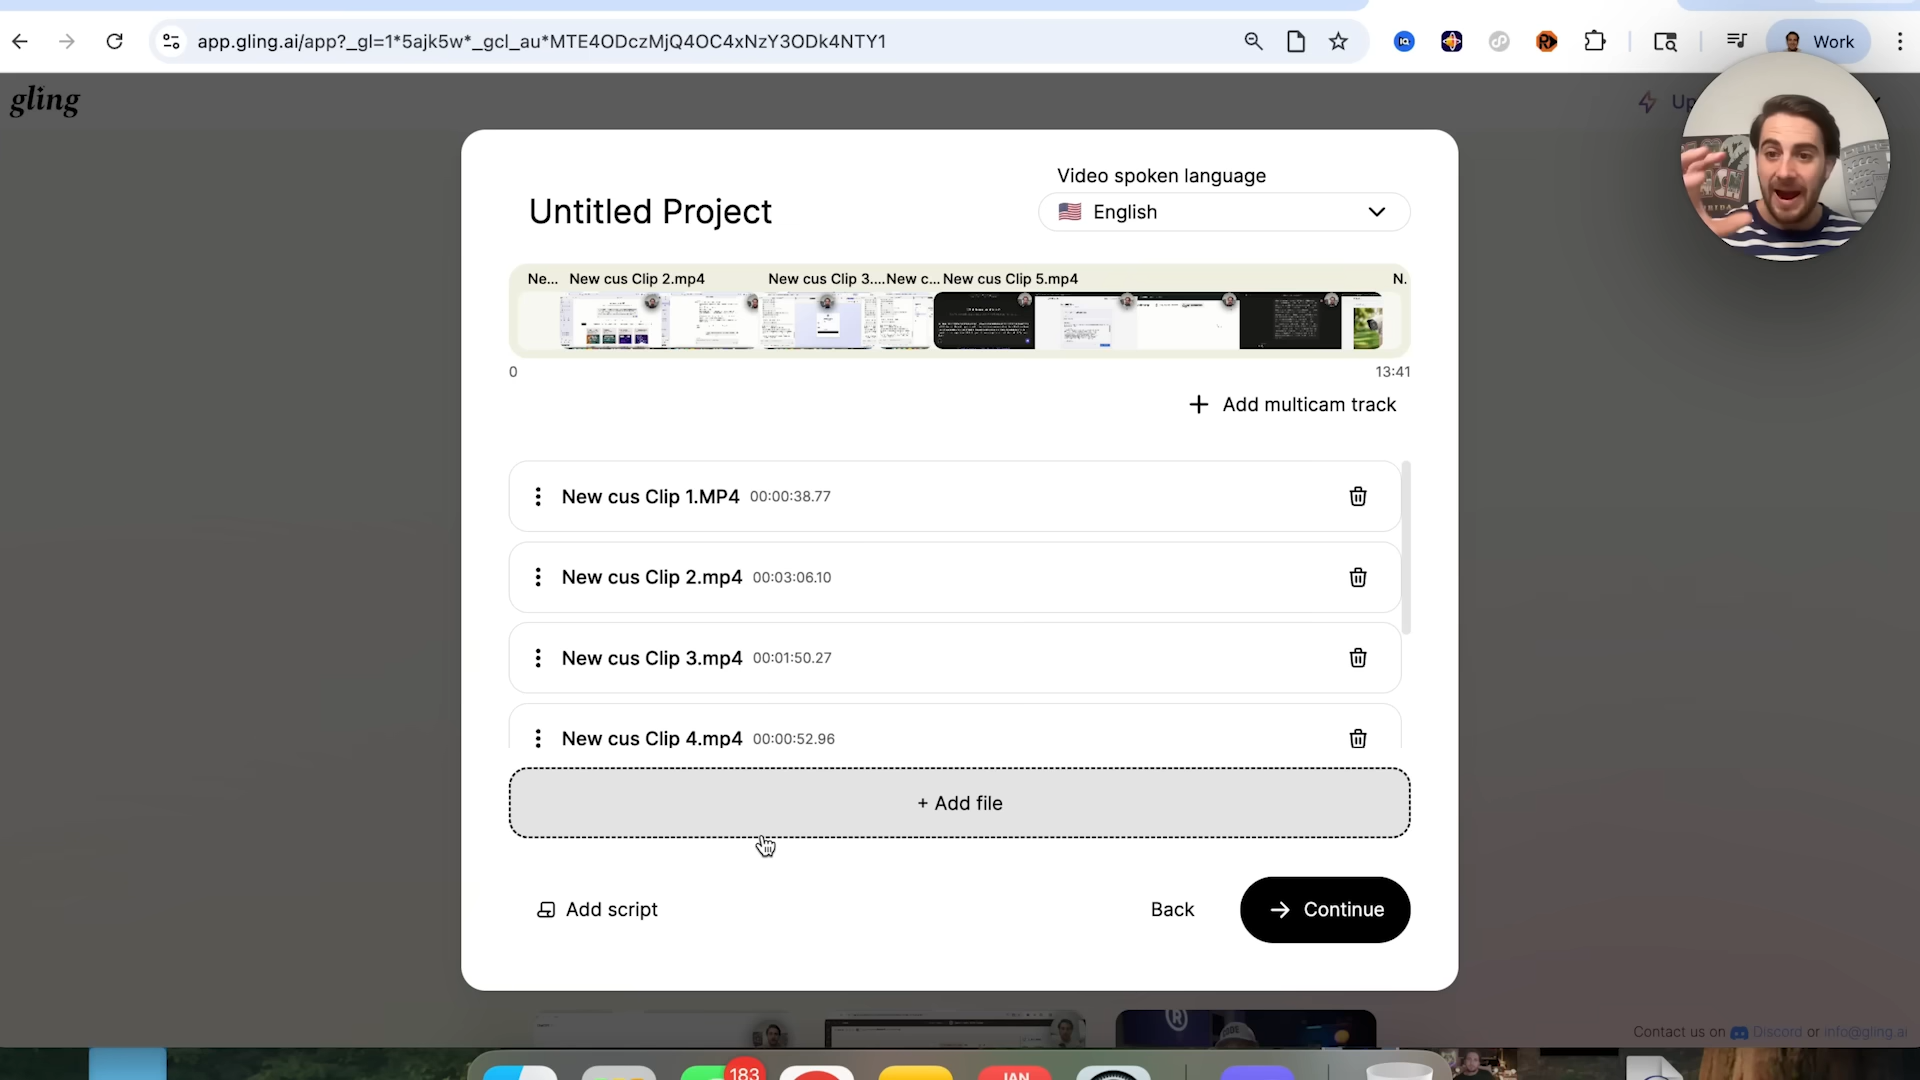 app.gling.ai/app?_gl=1*5ajk5w*_gcl_au*MTE4ODczMjQ4OC4xNzY3ODk4NTY1
Work
gling
Up
Untitled Project
Video spoken language
English
Ne... New cus Clip 2.mp4 New cus Clip 3.... New c... New cus Clip 5.mp4 N.
0 13:41
+ Add multicam track
New cus Clip 1.MP4 00:00:38.77
New cus Clip 2.mp4 00:03:06.10
New cus Clip 3.mp4 00:01:50.27
New cus Clip 4.mp4 00:00:52.96
+ Add file
Add script
Back
Continue
Contact us on Discord or info@gling.ai
183
JAN